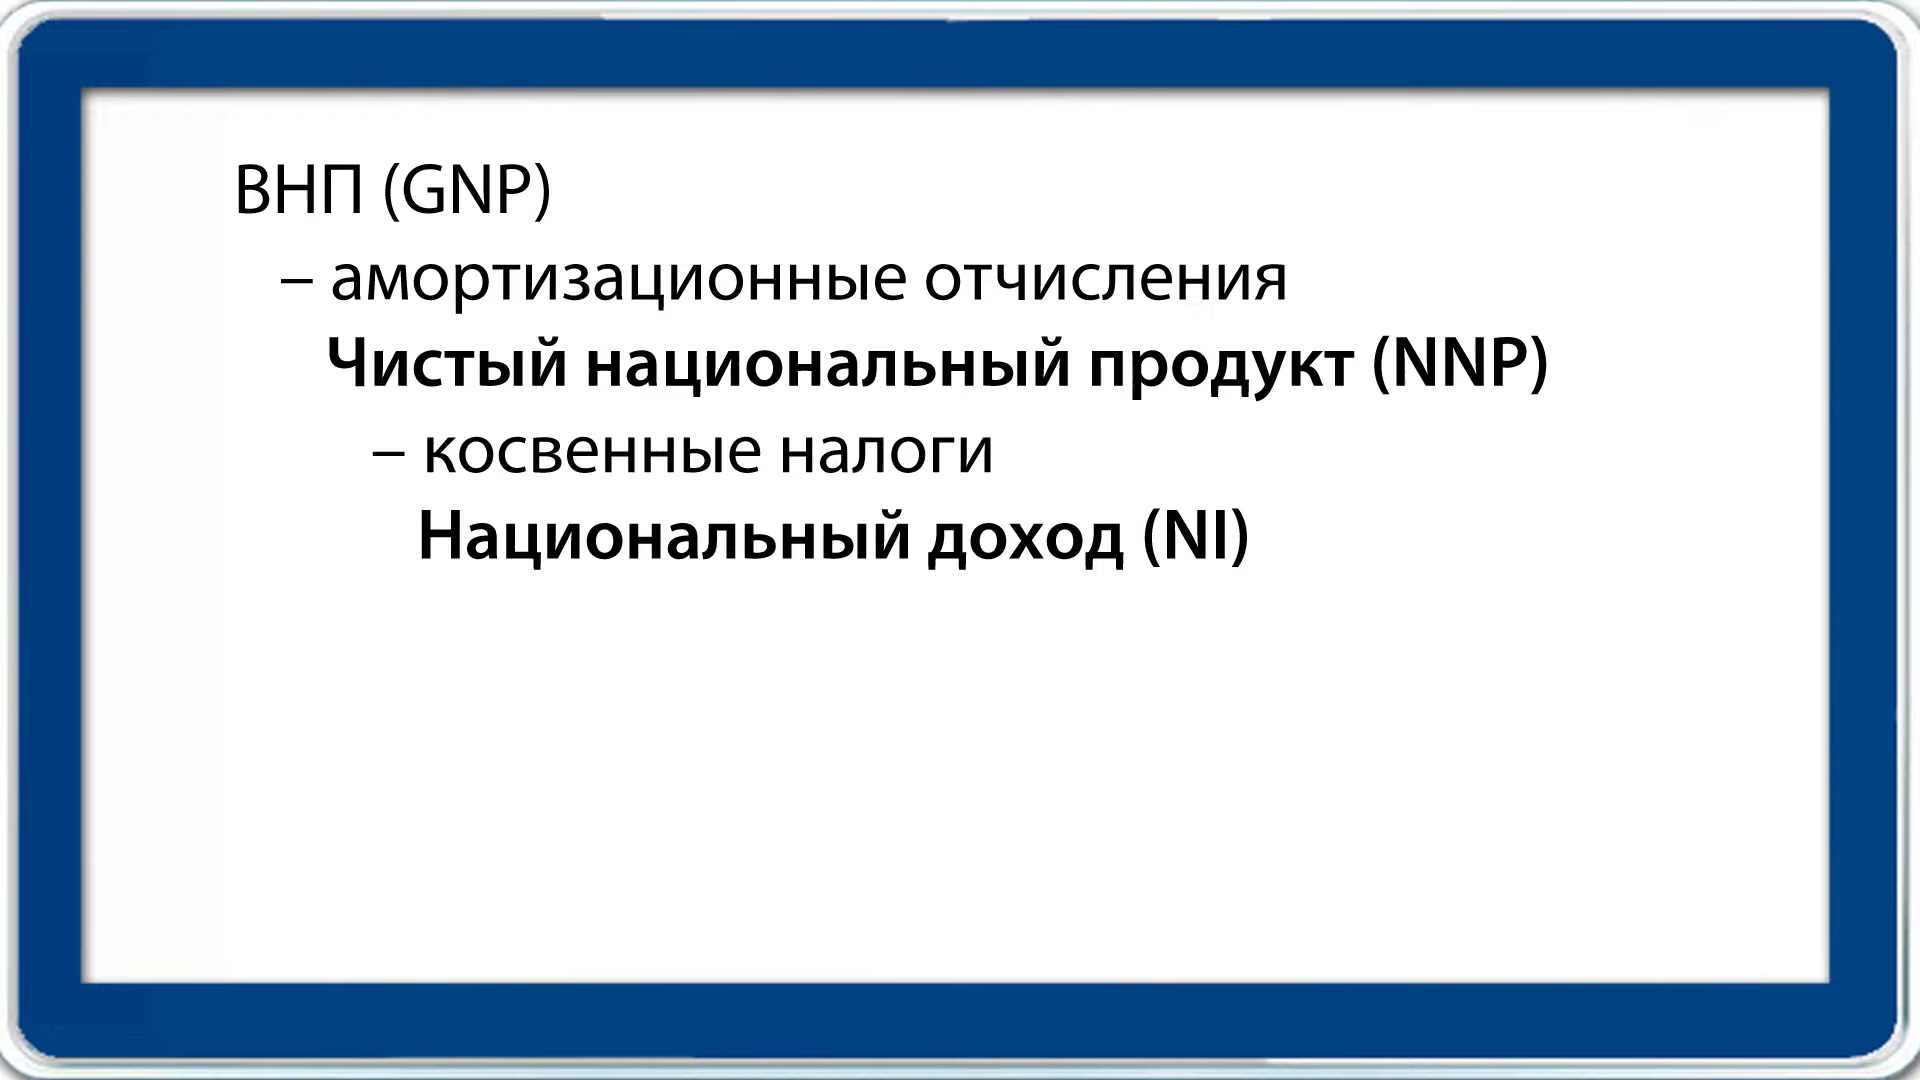 ВНП (GNP)
– амортизационные отчисления
Чистый национальный продукт (NNP)
– косвенные налоги
Национальный доход (NI)